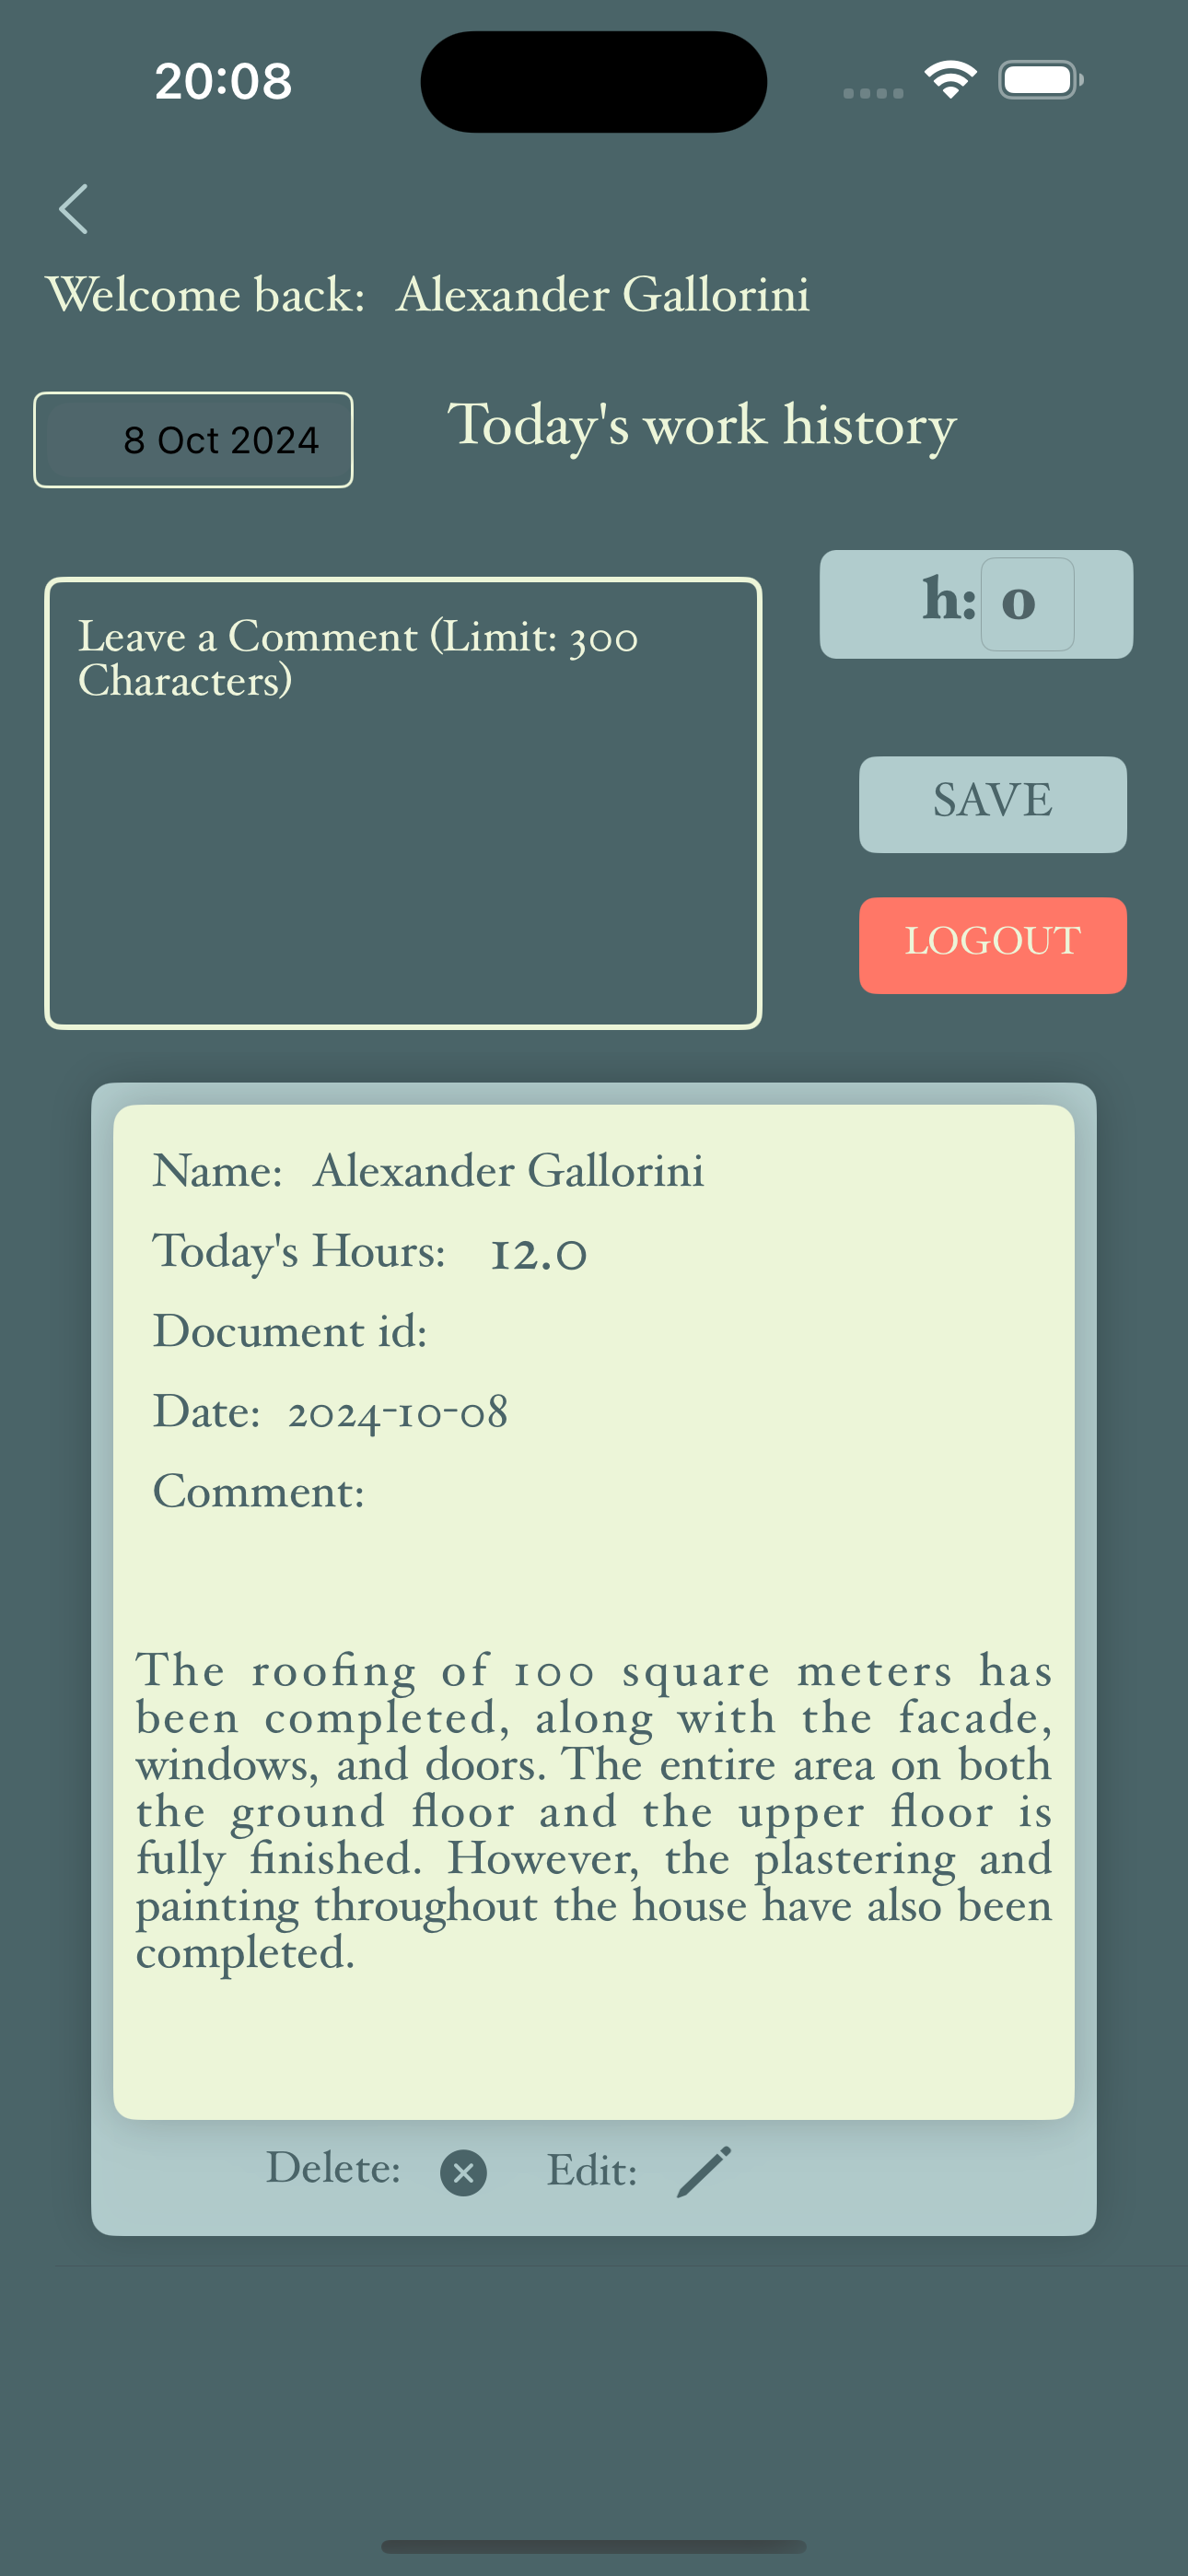 20:08
Welcome back: Alexander Gallorini
8 Oct 2024
Today's work history
h: 0
Leave a Comment (Limit: 300
Characters)
SAVE
LOGOUT
Name: Alexander Gallorini
Today's Hours: 12.0
Document id:
Date: 2024-10-08
Comment:
The roofing of 100 square meters has
been completed, along with the facade,
windows, and doors. The entire area on both
the ground floor and the upper floor is
fully finished. However, the plastering and
painting throughout the house have also been
completed.
Delete: Edit: